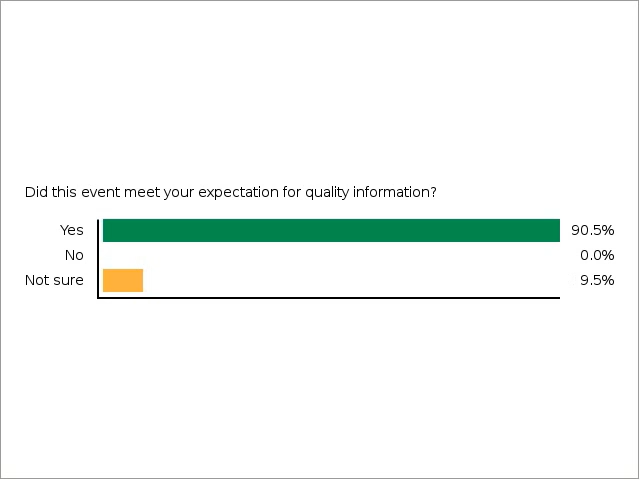 Did this event meet your expectation for quality information?
Yes 90.5%
No 0.0%
Not sure 9.5%